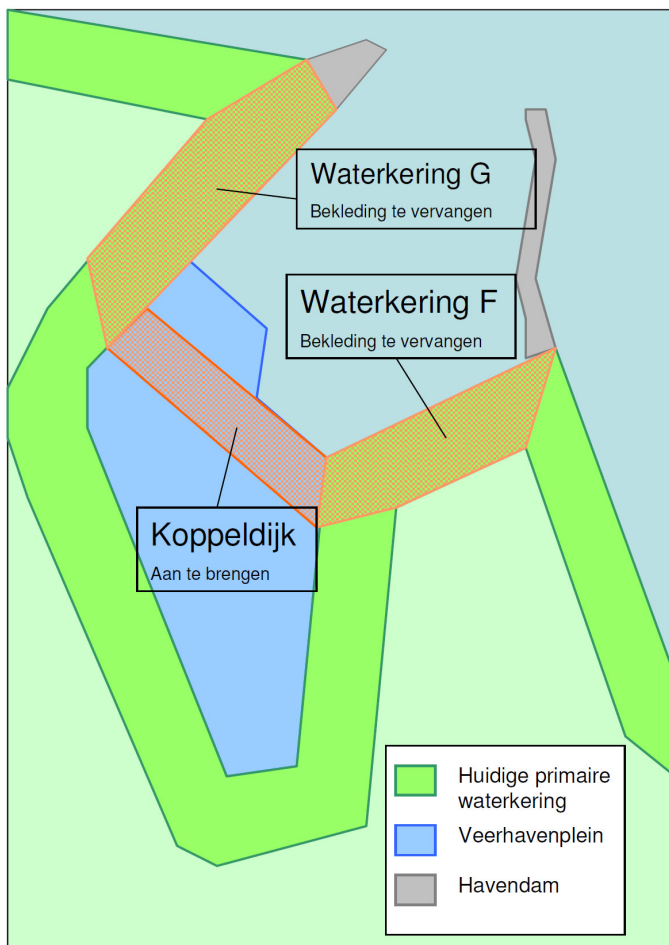 Waterkering G
Bekleding te vervangen
Waterkering F
Bekleding te vervangen
Koppeldijk
Aan te brengen
Huidige primaire
waterkering
Veerhavenplein
Havendam